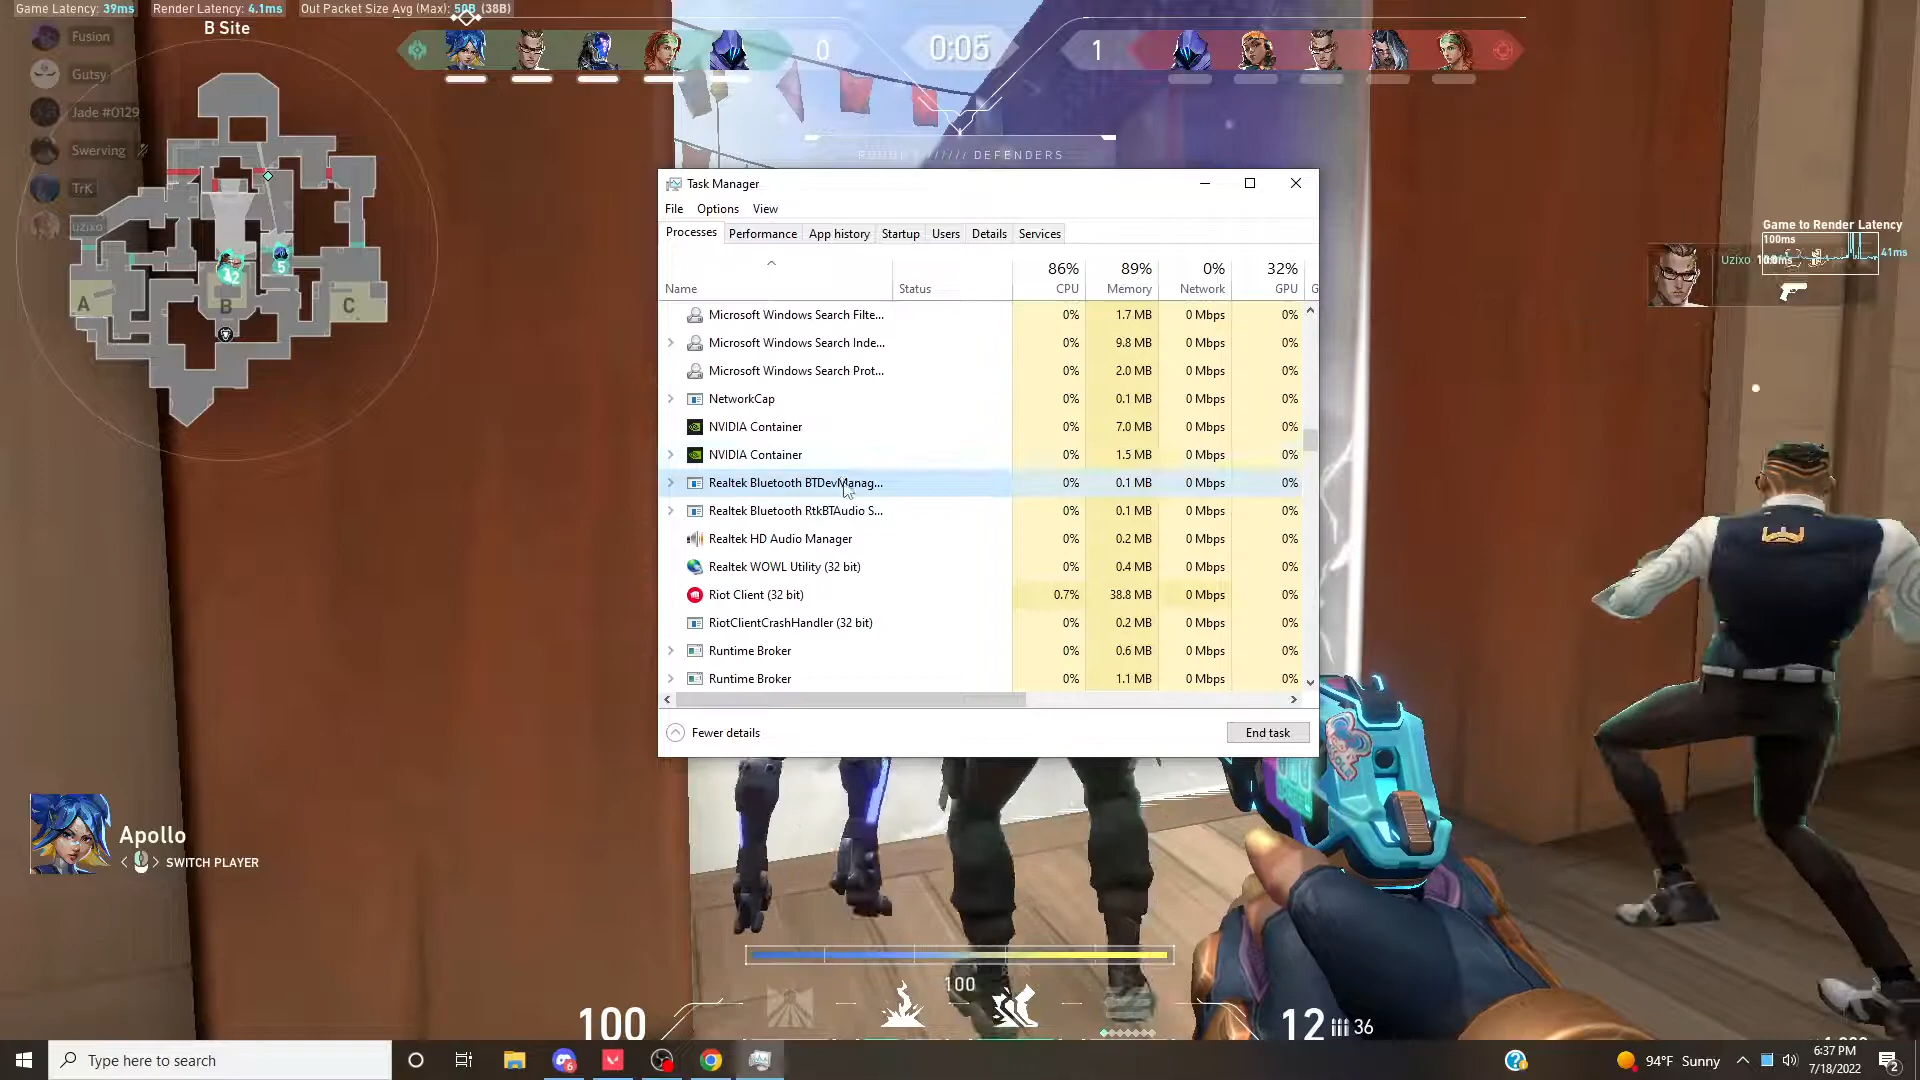 Game Latency: 39ms Render Latency: 4.1ms Out Packet Size Avg (Max): 50B (38B)
B Site
Fusion
Gutsy
Jade #0129
Swerving
TrK
uzixo
0 0:05 1
DEFENDERS
A
B
C
2
5
Game to Render Latency
100ms
41ms
Uzixo
Task Manager
File Options View
Processes Performance App history Startup Users Details Services
86% 89% 0% 32%
Name Status CPU Memory Network GPU G
Microsoft Windows Search Filte... 0% 1.7 MB 0 Mbps 0%
Microsoft Windows Search Inde... 0% 9.8 MB 0 Mbps 0%
Microsoft Windows Search Prot... 0% 2.0 MB 0 Mbps 0%
NetworkCap 0% 0.1 MB 0 Mbps 0%
NVIDIA Container 0% 7.0 MB 0 Mbps 0%
NVIDIA Container 0% 1.5 MB 0 Mbps 0%
Realtek Bluetooth BTDevManag... 0% 0.1 MB 0 Mbps 0%
Realtek Bluetooth RtkBTAudio S... 0% 0.1 MB 0 Mbps 0%
Realtek HD Audio Manager 0% 0.2 MB 0 Mbps 0%
Realtek WOWL Utility (32 bit) 0% 0.4 MB 0 Mbps 0%
Riot Client (32 bit) 0.7% 38.8 MB 0 Mbps 0%
RiotClientCrashHandler (32 bit) 0% 0.2 MB 0 Mbps 0%
Runtime Broker 0% 0.6 MB 0 Mbps 0%
Runtime Broker 0% 1.1 MB 0 Mbps 0%
Fewer details End task
Apollo
< > SWITCH PLAYER
100
100
12 36
Type here to search
6
94°F Sunny
6:37 PM
7/18/2022
2